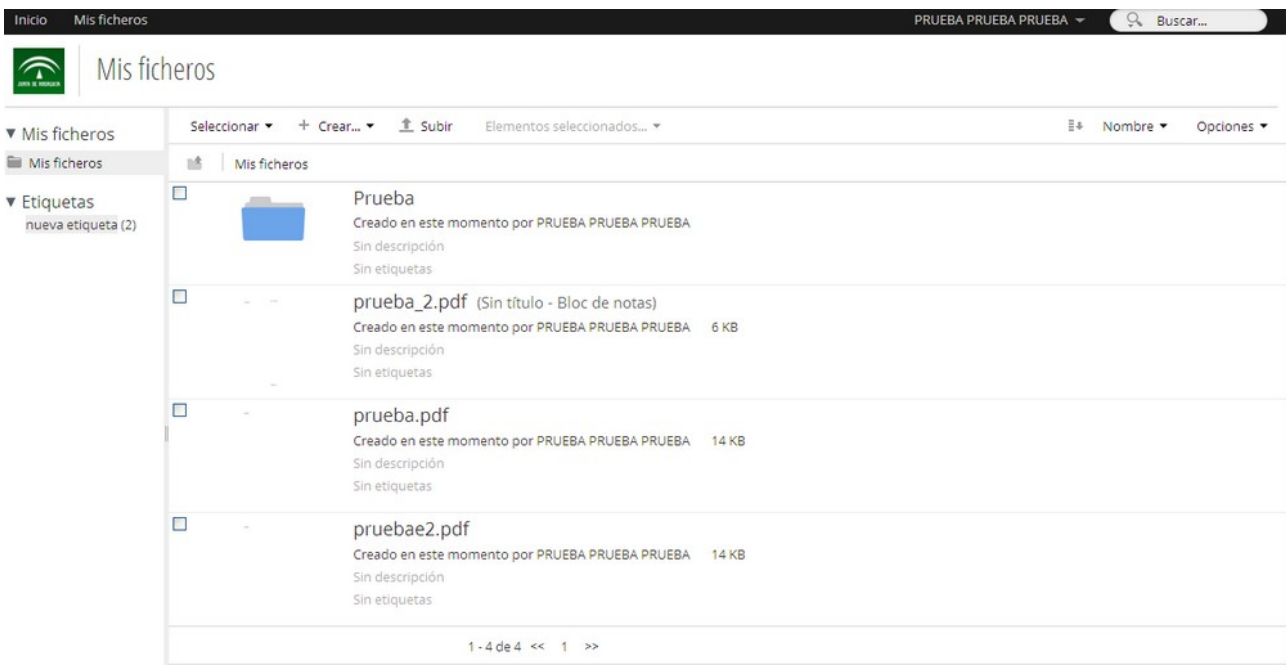 Inicio Mis ficheros PRUEBA PRUEBA PRUEBA Buscar...
JUNTA DE ANDALUCIA
Mis ficheros
Mis ficheros
Mis ficheros
Etiquetas
nueva etiqueta (2)
Seleccionar + Crear... Subir Elementos seleccionados... Nombre Opciones
Mis ficheros
Prueba
Creado en este momento por PRUEBA PRUEBA PRUEBA
Sin descripción
Sin etiquetas
prueba_2.pdf (Sin título - Bloc de notas)
Creado en este momento por PRUEBA PRUEBA PRUEBA 6 KB
Sin descripción
Sin etiquetas
prueba.pdf
Creado en este momento por PRUEBA PRUEBA PRUEBA 14 KB
Sin descripción
Sin etiquetas
pruebae2.pdf
Creado en este momento por PRUEBA PRUEBA PRUEBA 14 KB
Sin descripción
Sin etiquetas
1 - 4 de 4 << 1 >>